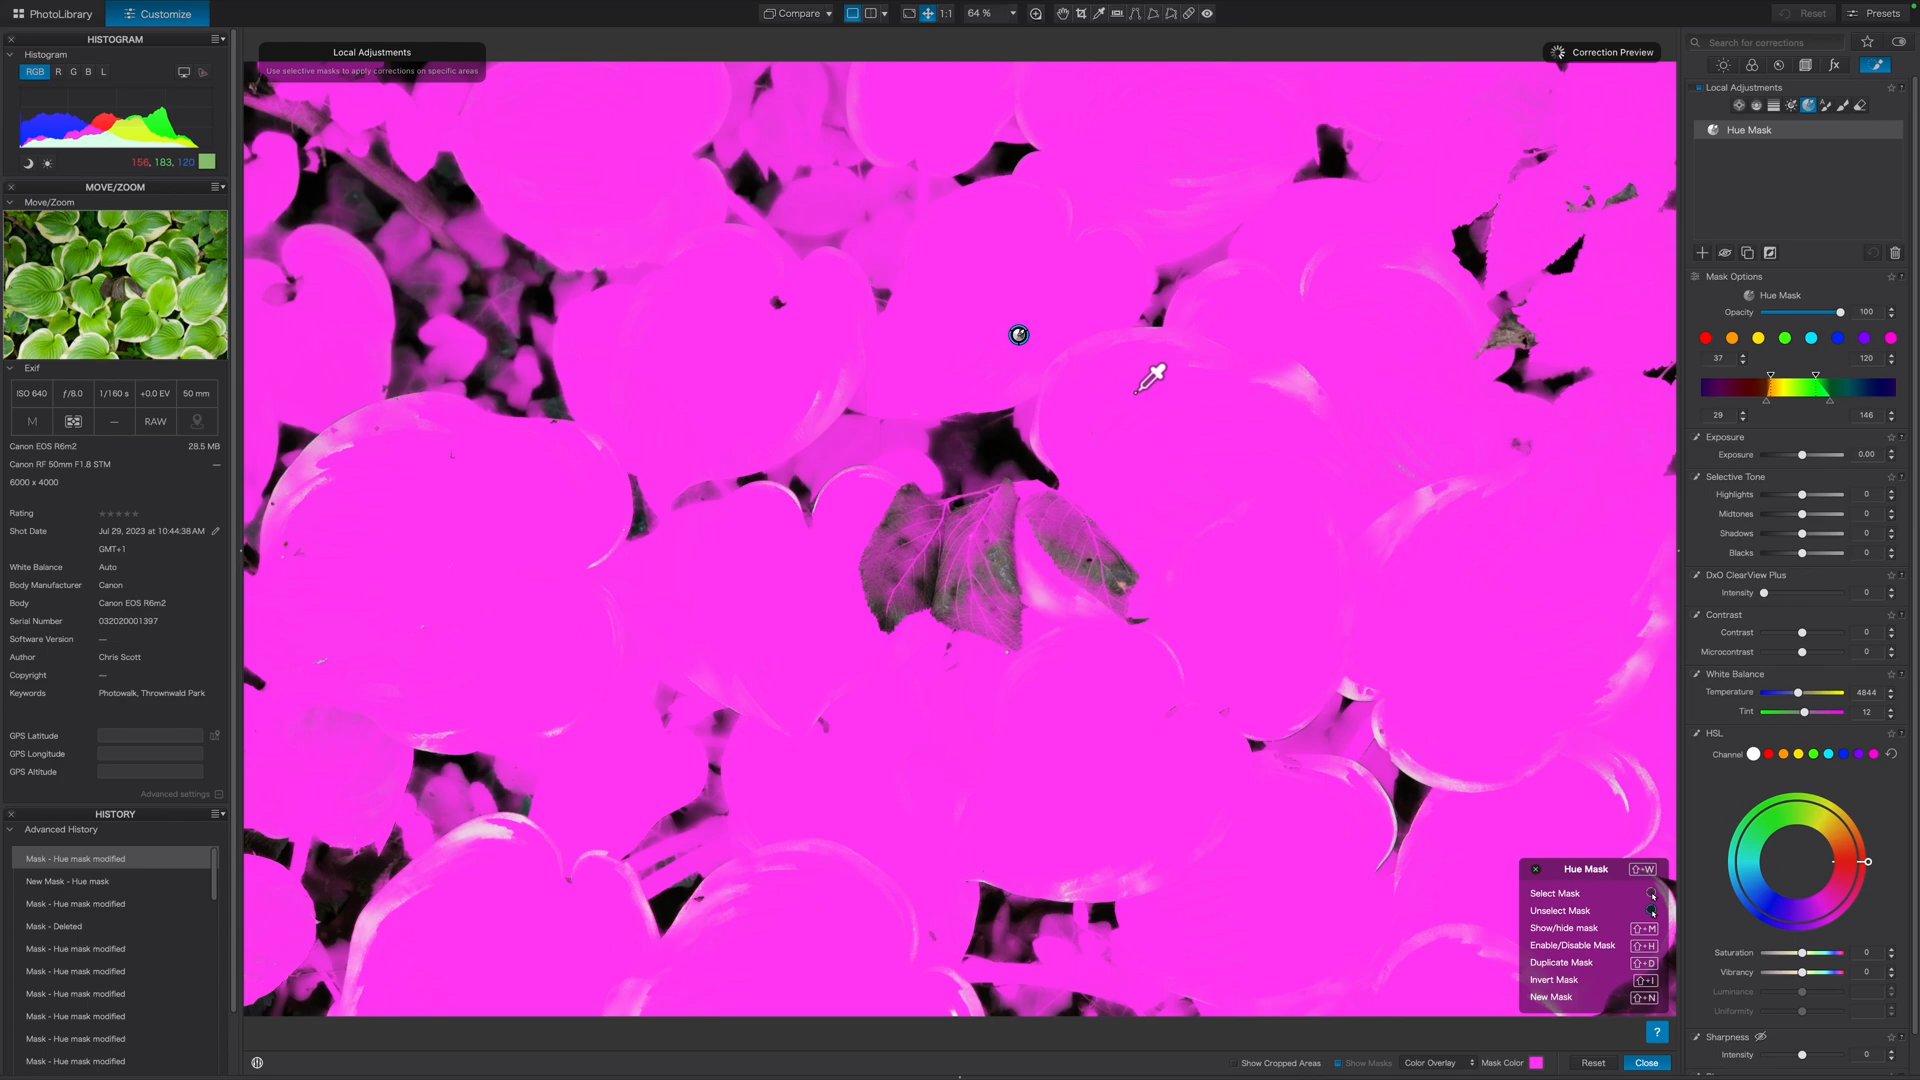 PhotoLibrary
Customize
Compare
1:1
64 %
Reset
Presets
HISTOGRAM
Histogram
RGB R G B L
156, 183, 120
MOVE/ZOOM
Move/Zoom
Exif
ISO 640 ƒ/8.0 1/160 s +0.0 EV 50 mm
M — RAW
Canon EOS R6m2 28.5 MB
Canon RF 50mm F1.8 STM —
6000 x 4000
Rating
Shot Date Jul 29, 2023 at 10:44:38 AM
GMT+1
White Balance Auto
Body Manufacturer Canon
Body Canon EOS R6m2
Serial Number 032020001397
Software Version —
Author Chris Scott
Copyright —
Keywords Photowalk, Thrownwald Park
GPS Latitude
GPS Longitude
GPS Altitude
Advanced settings
HISTORY
Advanced History
Mask - Hue mask modified
New Mask - Hue mask
Mask - Hue mask modified
Mask - Deleted
Mask - Hue mask modified
Mask - Hue mask modified
Mask - Hue mask modified
Mask - Hue mask modified
Mask - Hue mask modified
Mask - Hue mask modified
Local Adjustments
Use selective masks to apply corrections on specific areas
Correction Preview
Hue Mask ⇧+W
Select Mask
Unselect Mask
Show/hide mask ⇧+M
Enable/Disable Mask ⇧+H
Duplicate Mask ⇧+D
Invert Mask ⇧+I
New Mask ⇧+N
?
Show Cropped Areas
Show Masks
Color Overlay
Mask Color
Reset
Close
Search for corrections
fx
Local Adjustments
Hue Mask
Mask Options
Hue Mask
Opacity 100
37 120
29 146
Exposure
Exposure 0.00
Selective Tone
Highlights 0
Midtones 0
Shadows 0
Blacks 0
DxO ClearView Plus
Intensity 0
Contrast
Contrast 0
Microcontrast 0
White Balance
Temperature 4844
Tint 12
HSL
Channel
Saturation 0
Vibrancy 0
Luminance
Uniformity
Sharpness
Intensity 0